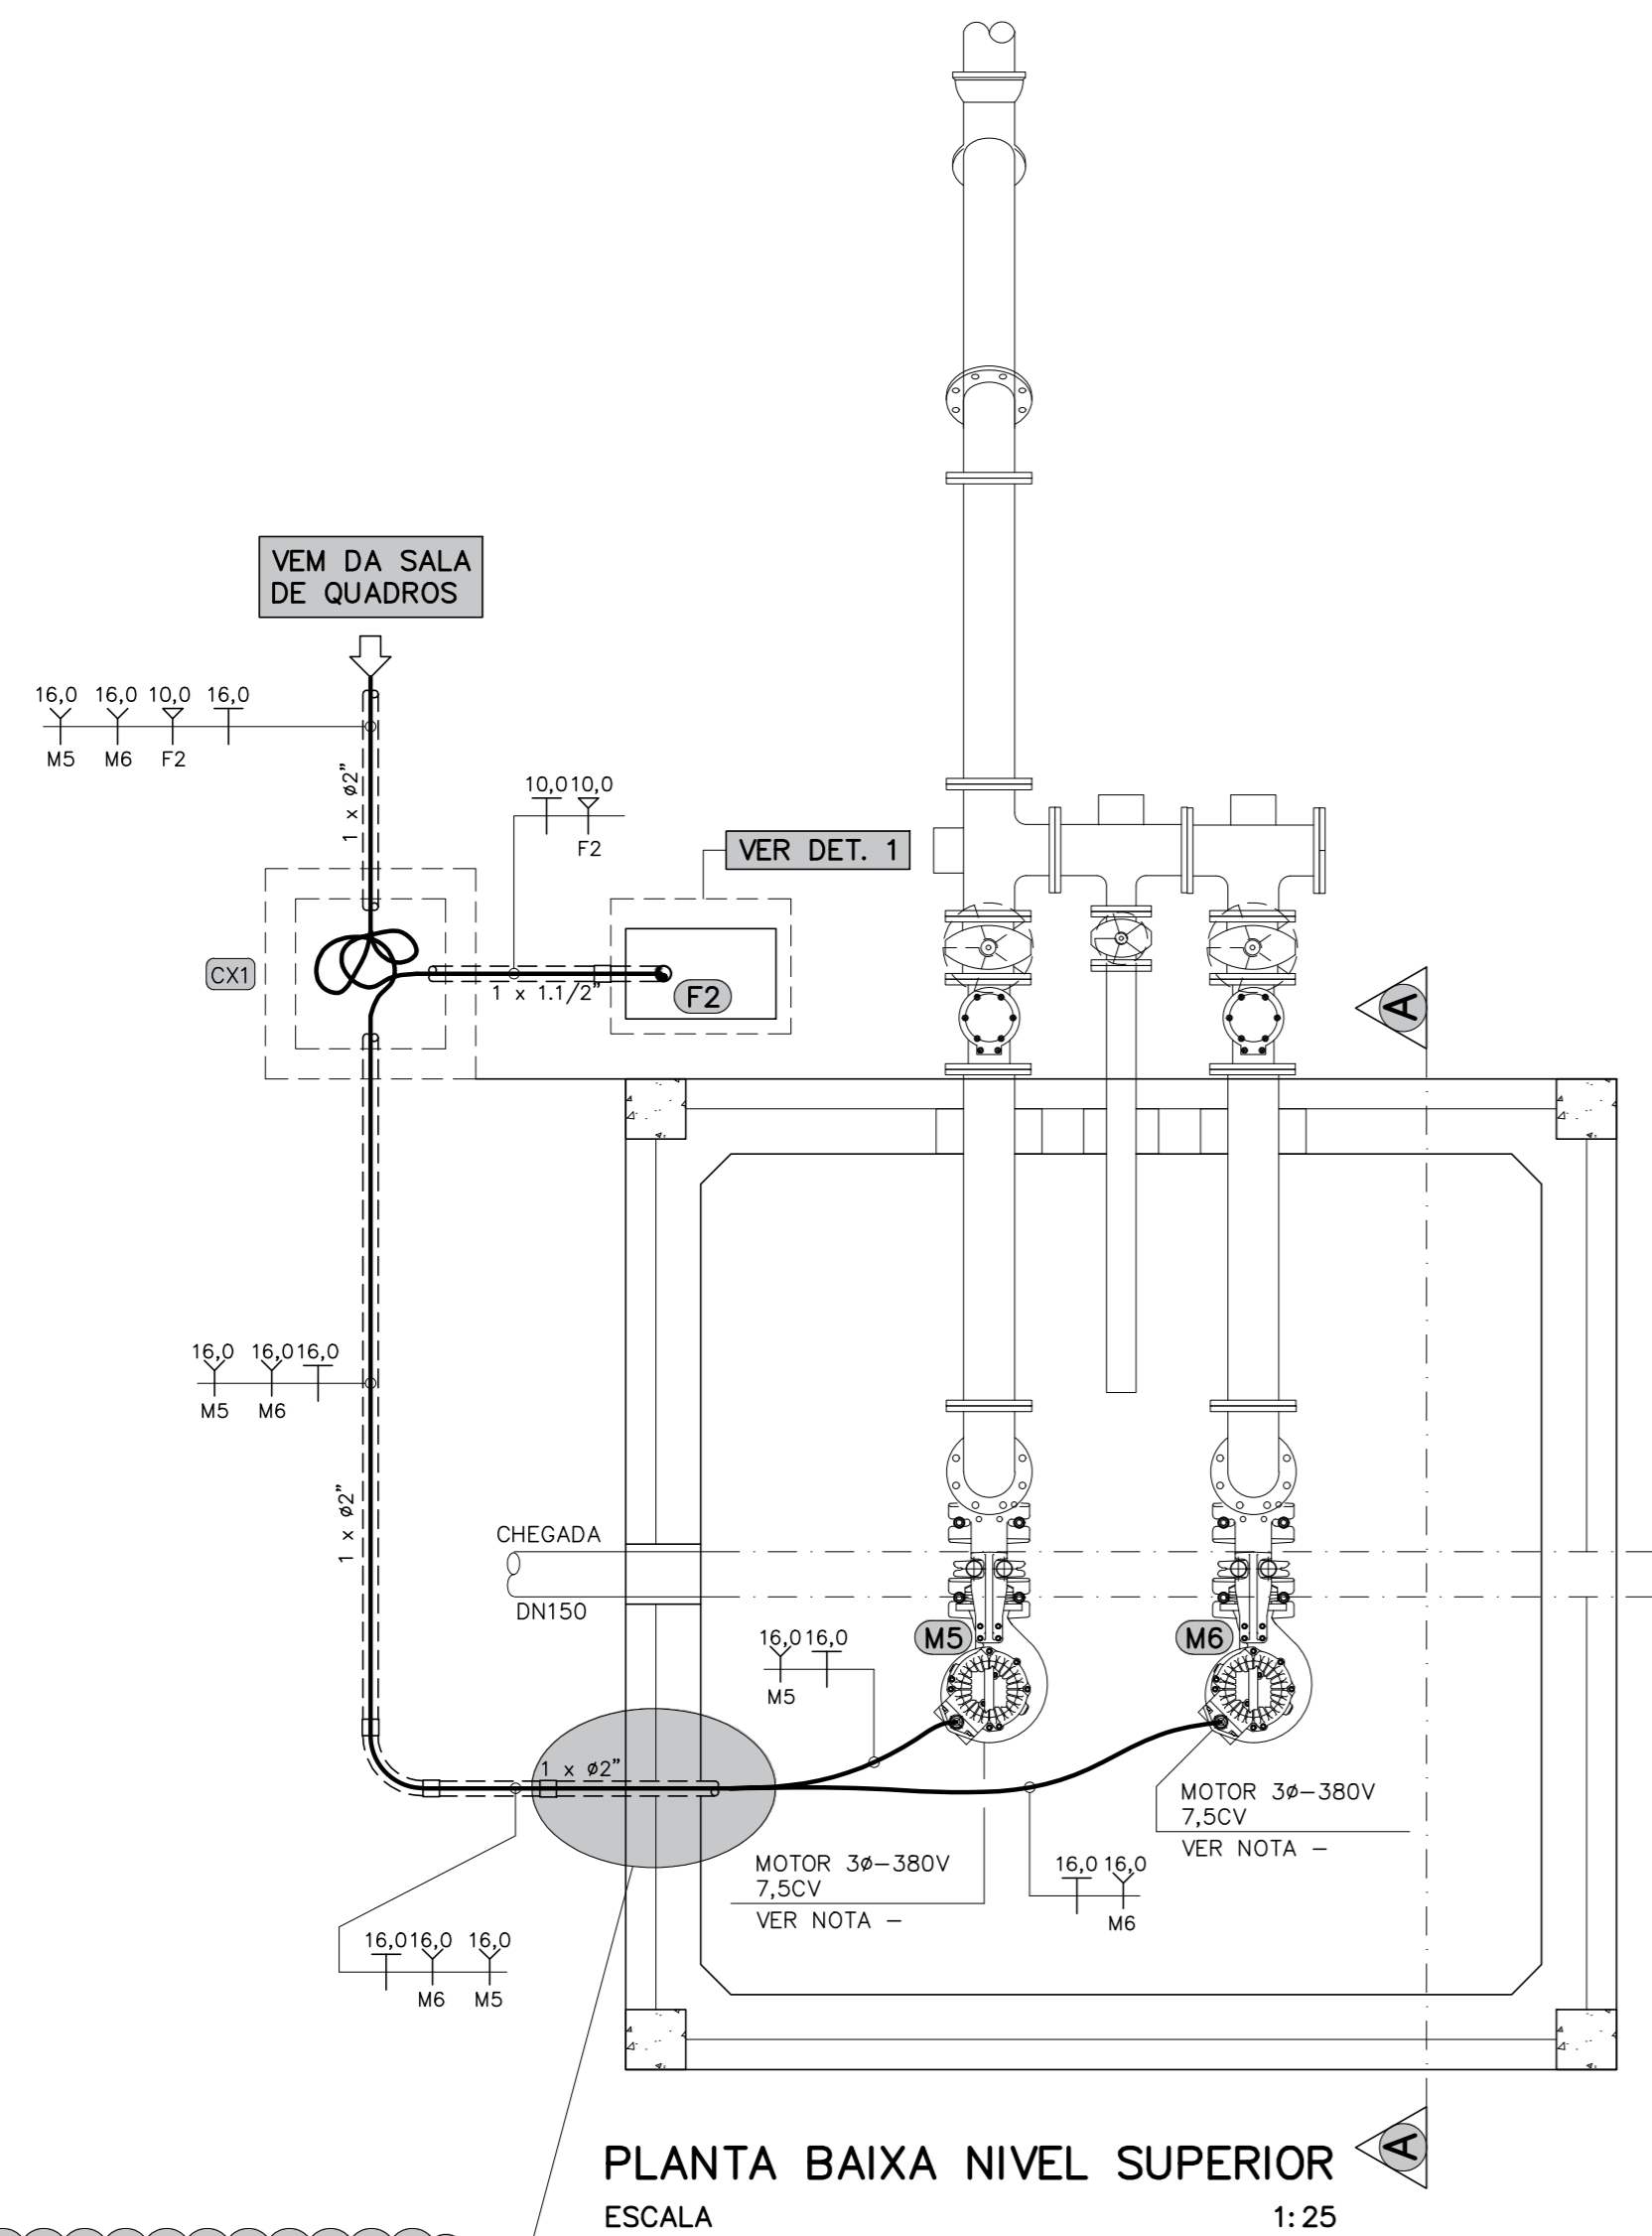 VEM DA SALA
DE QUADROS
16,0 16,0 10,0 16,0
M5 M6 F2
1 x ø2"
10,0 10,0
F2
VER DET. 1
CX1
1 x 1.1/2"
F2
A
16,0 16,0 16,0
M5 M6
1 x ø2"
CHEGADA
DN150
16,0 16,0
M5
M5
M6
1 x ø2"
MOTOR 3ø-380V
7,5CV
VER NOTA -
MOTOR 3ø-380V
7,5CV
VER NOTA -
16,0 16,0
M6
16,0 16,0 16,0
M6 M5
PLANTA BAIXA NIVEL SUPERIOR
A
ESCALA 1:25